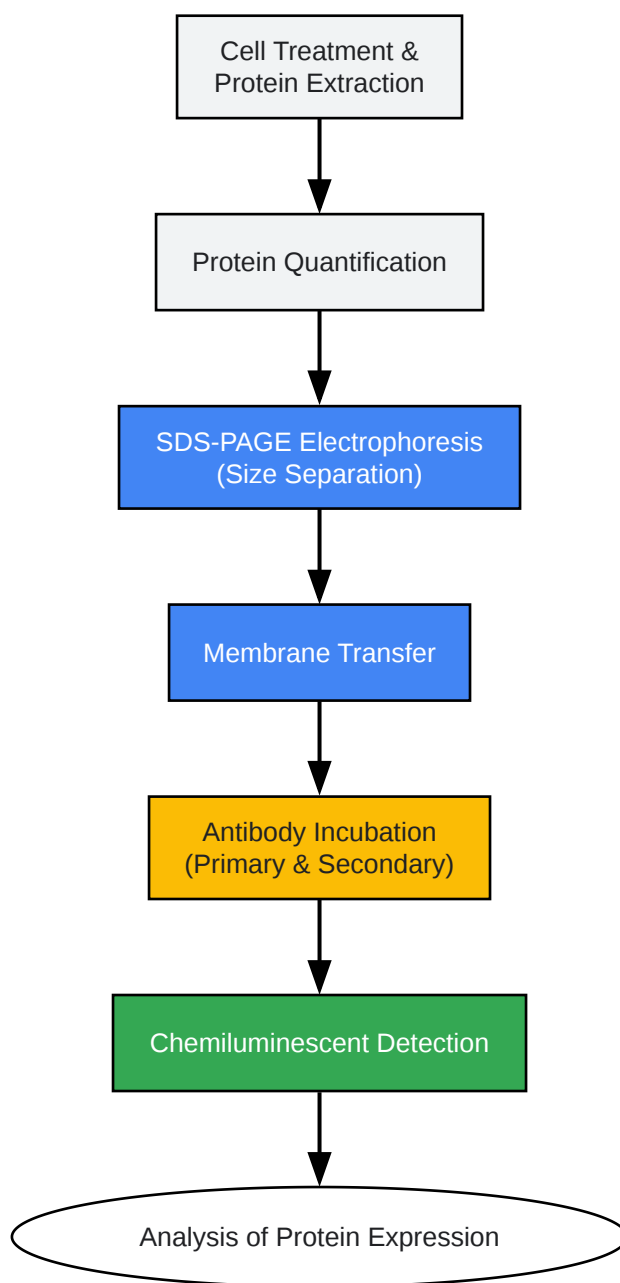 Cell Treatment &
Protein Extraction
Protein Quantification
SDS-PAGE Electrophoresis
(Size Separation)
Membrane Transfer
Antibody Incubation
(Primary & Secondary)
Chemiluminescent Detection
Analysis of Protein Expression